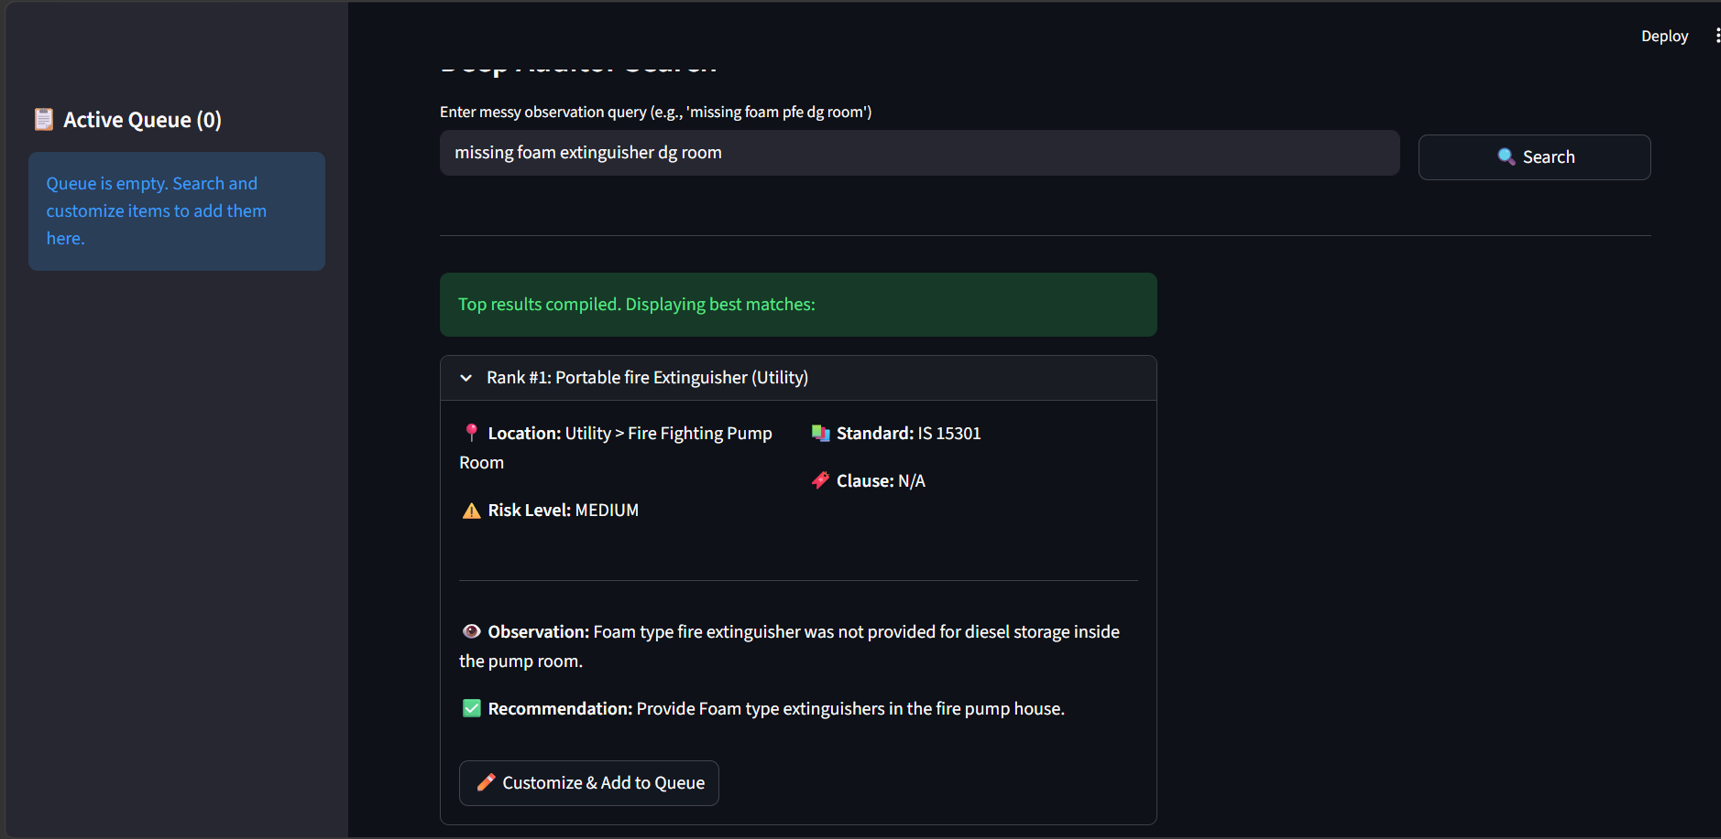 Deploy
Active Queue (0)
Queue is empty. Search and
customize items to add them
here.
Deep Auditor Search
Enter messy observation query (e.g., 'missing foam pfe dg room')
missing foam extinguisher dg room
Search
Top results compiled. Displaying best matches:
Rank #1: Portable fire Extinguisher (Utility)
Location: Utility > Fire Fighting Pump
Room
Risk Level: MEDIUM
Standard: IS 15301
Clause: N/A
Observation: Foam type fire extinguisher was not provided for diesel storage inside
the pump room.
Recommendation: Provide Foam type extinguishers in the fire pump house.
Customize & Add to Queue